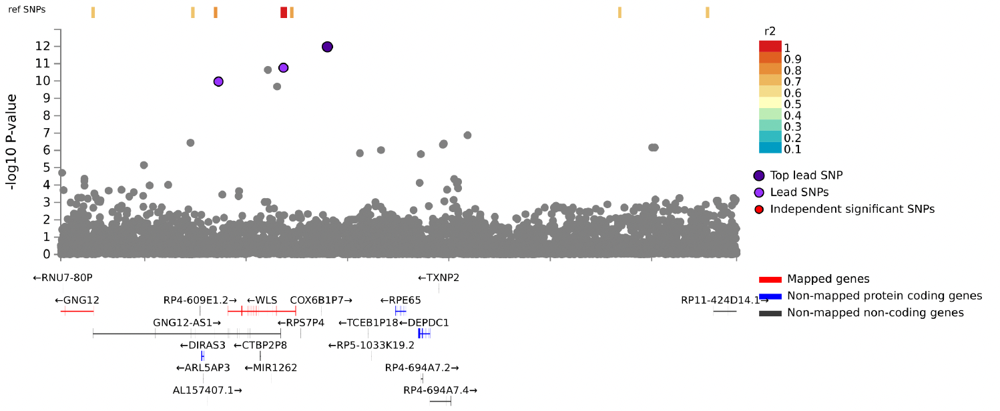 ref SNPs
r2
1
0.9
0.8
0.7
0.6
0.5
0.4
0.3
0.2
0.1
-log10 P-value
12
11
10
9
8
7
6
5
4
3
2
1
0
Top lead SNP
Lead SNPs
Independent significant SNPs
←RNU7-80P ←TXNP2
←GNG12 RP4-609E1.2→ ←WLS COX6B1P7→ ←RPE65 RP11-424D14.1→
GNG12-AS1→ ←RPS7P4 ←TCEB1P18 ←DEPDC1
←DIRAS3 ←CTBP2P8 ←RP5-1033K19.2
←ARL5AP3 ←MIR1262 RP4-694A7.2→
AL157407.1→ RP4-694A7.4→
Mapped genes
Non-mapped protein coding genes
Non-mapped non-coding genes